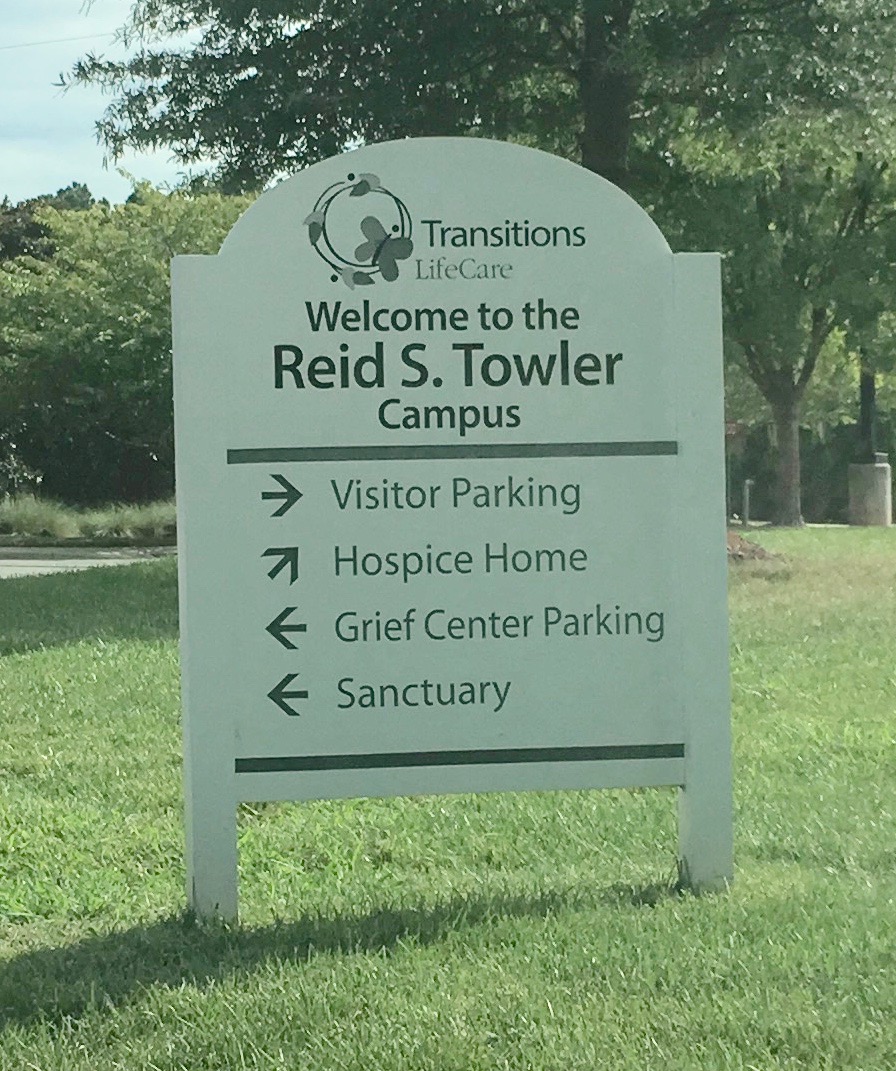 Transitions
LifeCare
Welcome to the
Reid S. Towler
Campus
→ Visitor Parking
↗ Hospice Home
← Grief Center Parking
← Sanctuary